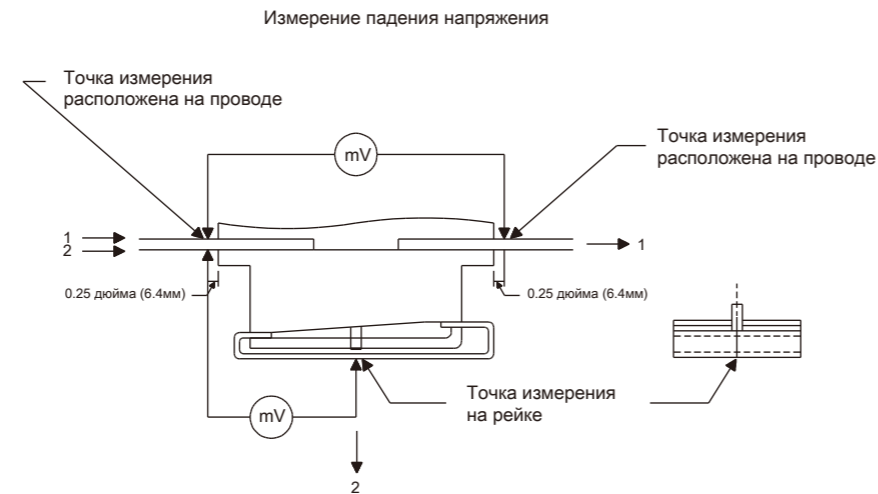 Измерение падения напряжения
Точка измерения
расположена на проводе
mV
Точка измерения
расположена на проводе
1
2
1
0.25 дюйма (6.4мм)
0.25 дюйма (6.4мм)
Точка измерения
на рейке
mV
2